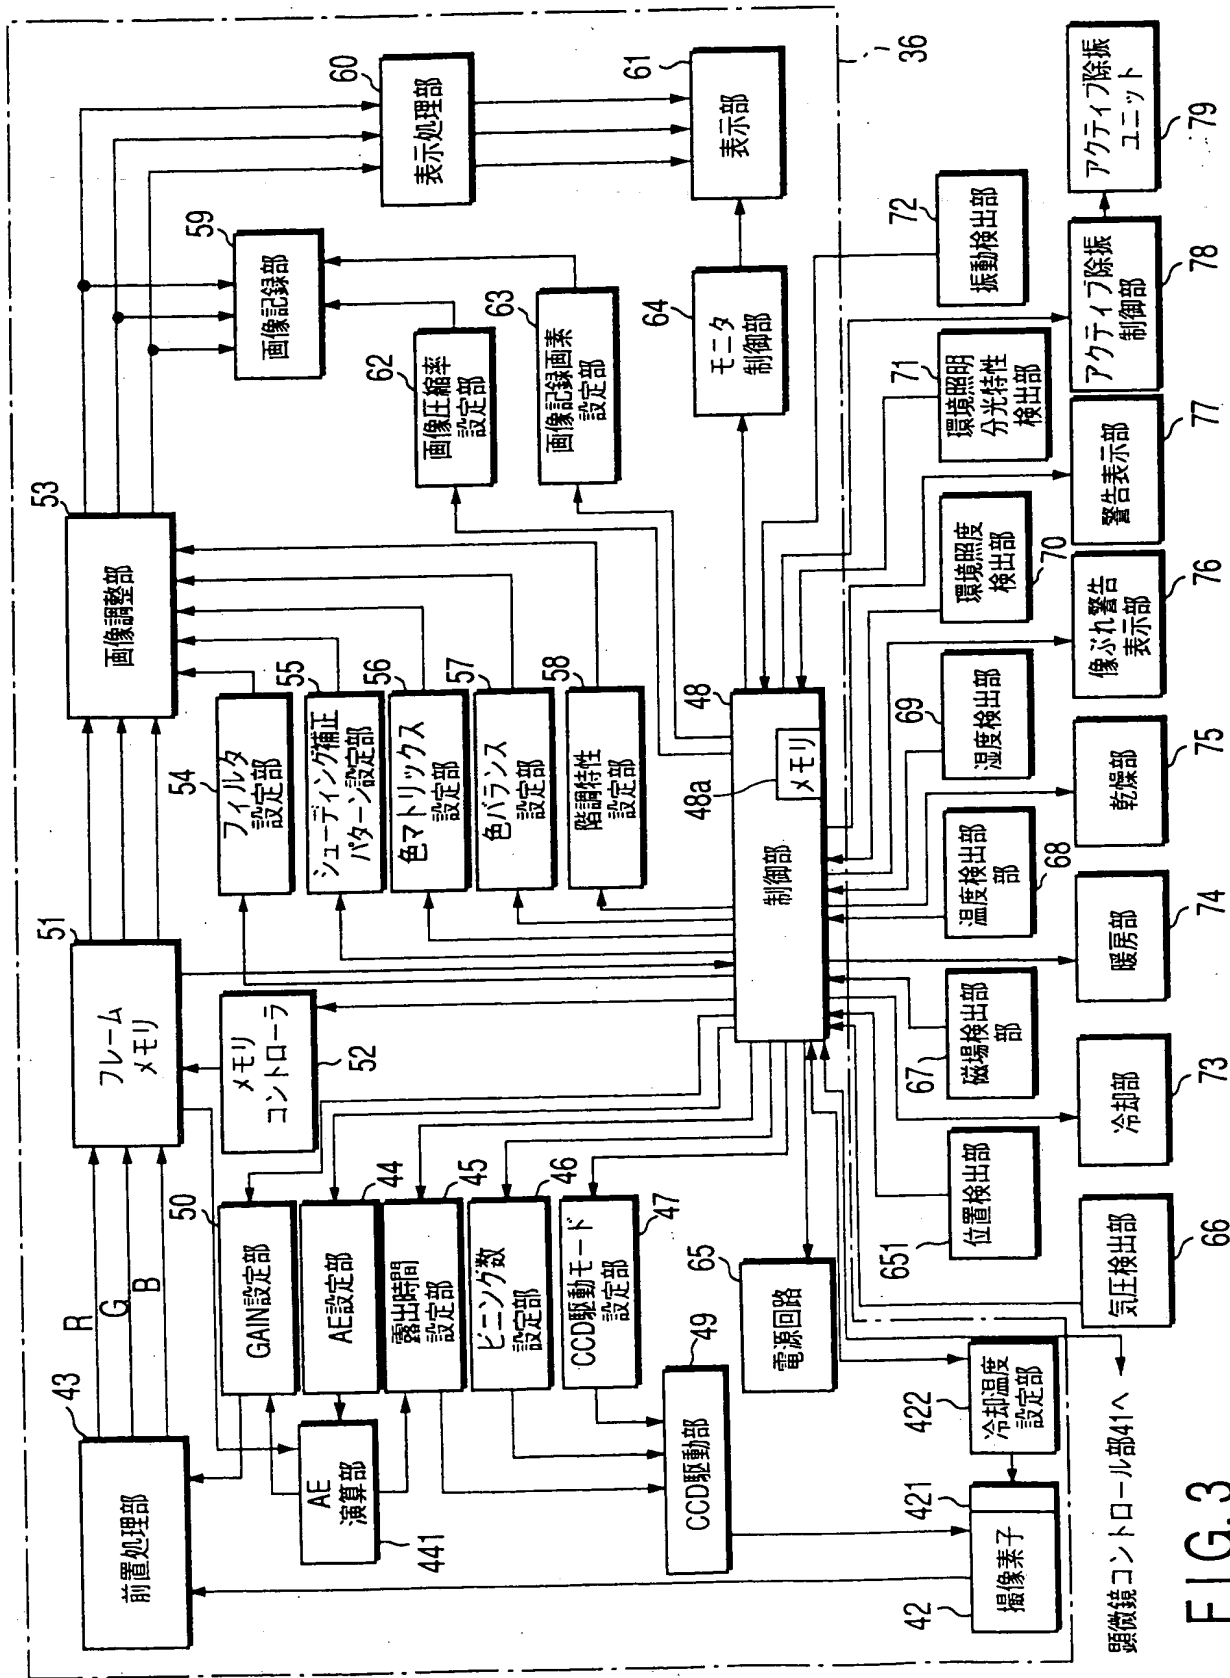 43
前置処理部
R
G
B
51
フレーム
メモリ
53
画像調整部
59
画像記録部
60
表示処理部
61
表示部
36
50
GAIN設定部
44
AE設定部
AE
演算部
441
45
露出時間
設定部
46
ビニング数
設定部
47
CCD駆動モード
設定部
49
CCD駆動部
メモリ
コントローラ
52
54
フィルタ
設定部
55
シューディング補正
パターン設定部
56
色マトリックス
設定部
57
色バランス
設定部
58
階調特性
設定部
62
画像圧縮率
設定部
63
画像記録画素
設定部
64
モニタ
制御部
48
制御部
48a
メモリ
65
電源回路
42
撮像素子
421
422
冷却温度
設定部
顕微鏡コントロール部41へ
651
位置検出部
気圧検出部
66
67
磁場検出部
温度検出部
部
68
69
湿度検出部
環境照度
検出部
70
71
環境照明
分光特性
検出部
72
振動検出部
冷却部
73
暖房部
74
乾燥部
75
像ぶれ警告
表示部
76
警告表示部
77
アクティブ除振
制御部
78
アクティブ除振
ユニット
79
FIG.3